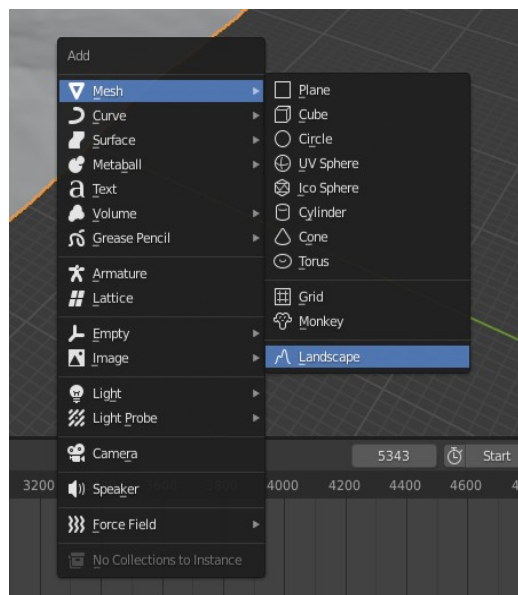 Add
Mesh
Curve
Surface
Metaball
Text
Volume
Grease Pencil
Armature
Lattice
Empty
Image
Light
Light Probe
Camera
Speaker
Force Field
No Collections to Instance
Plane
Cube
Circle
UV Sphere
Ico Sphere
Cylinder
Cone
Torus
Grid
Monkey
Landscape
5343 Start
3200 4000 4200 4400 4600